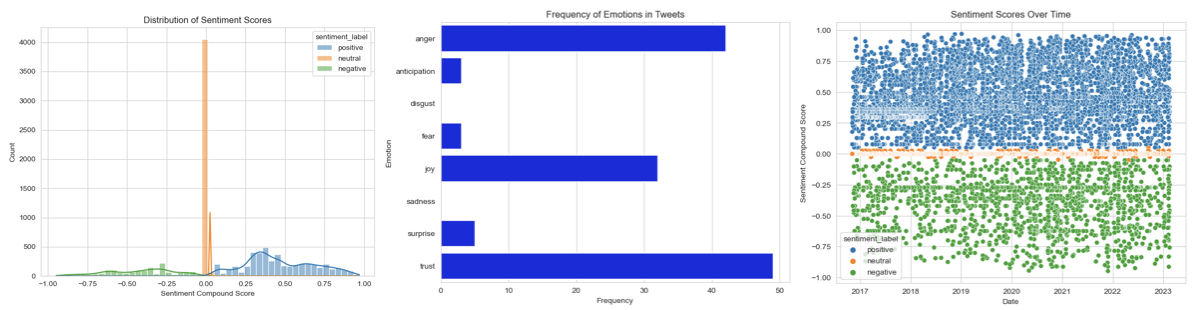 Distribution of Sentiment Scores
sentiment_label
positive
neutral
negative
4000
3500
3000
2500
2000
1500
1000
500
0
Count
−1.00 −0.75 −0.50 −0.25 0.00 0.25 0.50 0.75 1.00
Sentiment Compound Score
Frequency of Emotions in Tweets
anger
anticipation
disgust
fear
joy
sadness
surprise
trust
Emotion
0 10 20 30 40 50
Frequency
Sentiment Scores Over Time
1.00
0.75
0.50
0.25
0.00
−0.25
−0.50
−0.75
−1.00
Sentiment Compound Score
sentiment_label
positive
neutral
negative
2017 2018 2019 2020 2021 2022 2023
Date